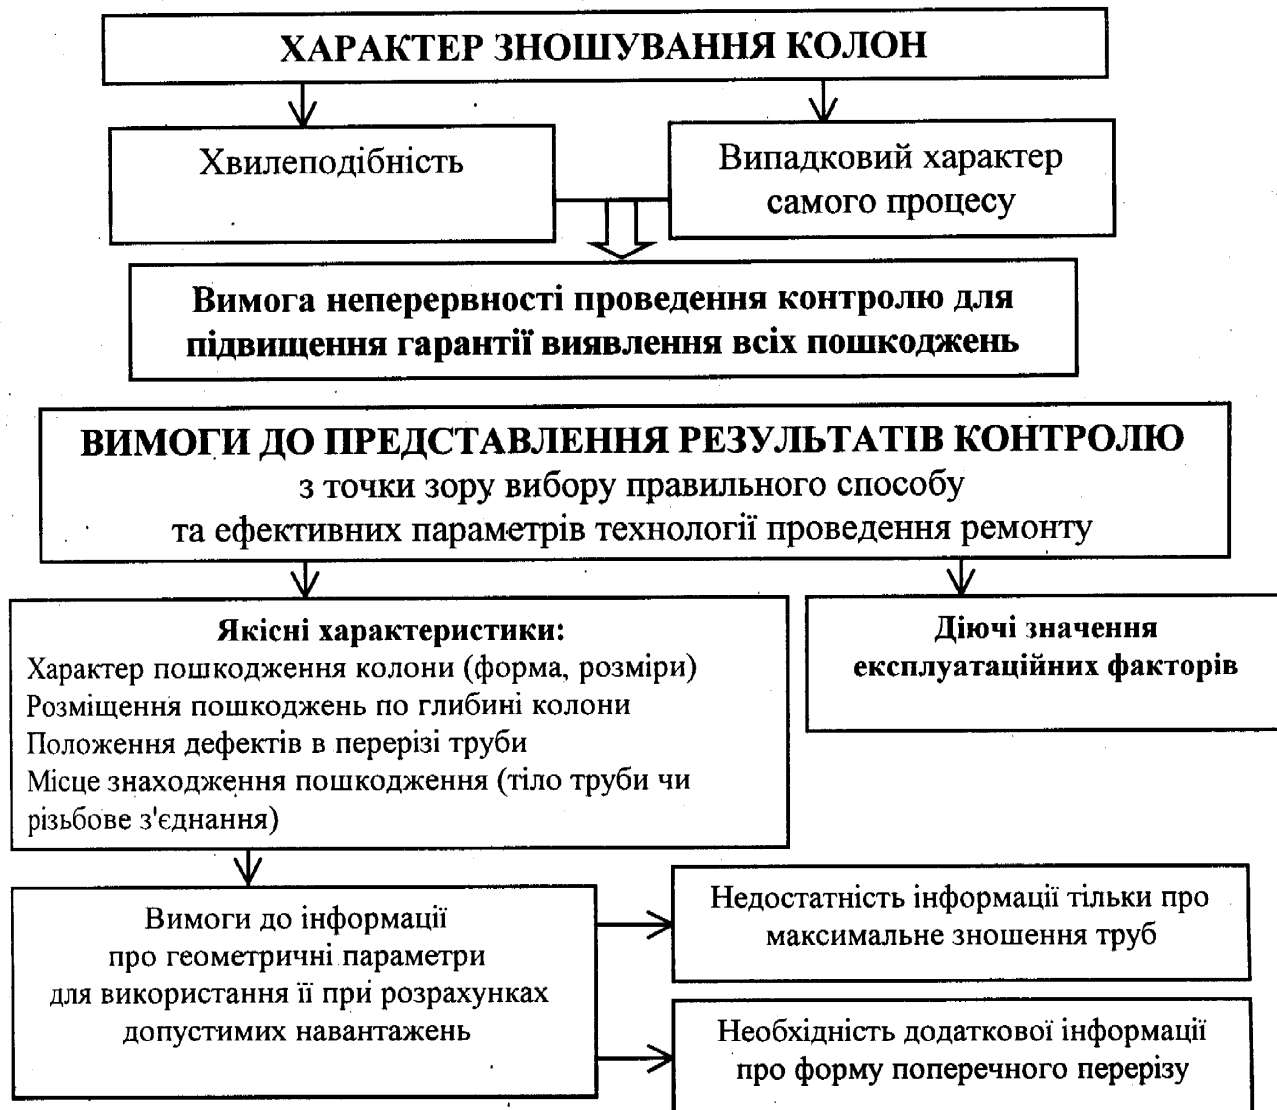 ХАРАКТЕР ЗНОШУВАННЯ КОЛОН
Хвилеподібність
Випадковий характер
самого процесу
Вимога неперервності проведення контролю для
підвищення гарантії виявлення всіх пошкоджень
ВИМОГИ ДО ПРЕДСТАВЛЕННЯ РЕЗУЛЬТАТІВ КОНТРОЛЮ
з точки зору вибору правильного способу
та ефективних параметрів технології проведення ремонту
Якісні характеристики:
Характер пошкодження колони (форма, розміри)
Розміщення пошкоджень по глибині колони
Положення дефектів в перерізі труби
Місце знаходження пошкодження (тіло труби чи
різьбове з'єднання)
Діючі значення
експлуатаційних факторів
Вимоги до інформації
про геометричні параметри
для використання її при розрахунках
допустимих навантажень
Недостатність інформації тільки про
максимальне зношення труб
Необхідність додаткової інформації
про форму поперечного перерізу